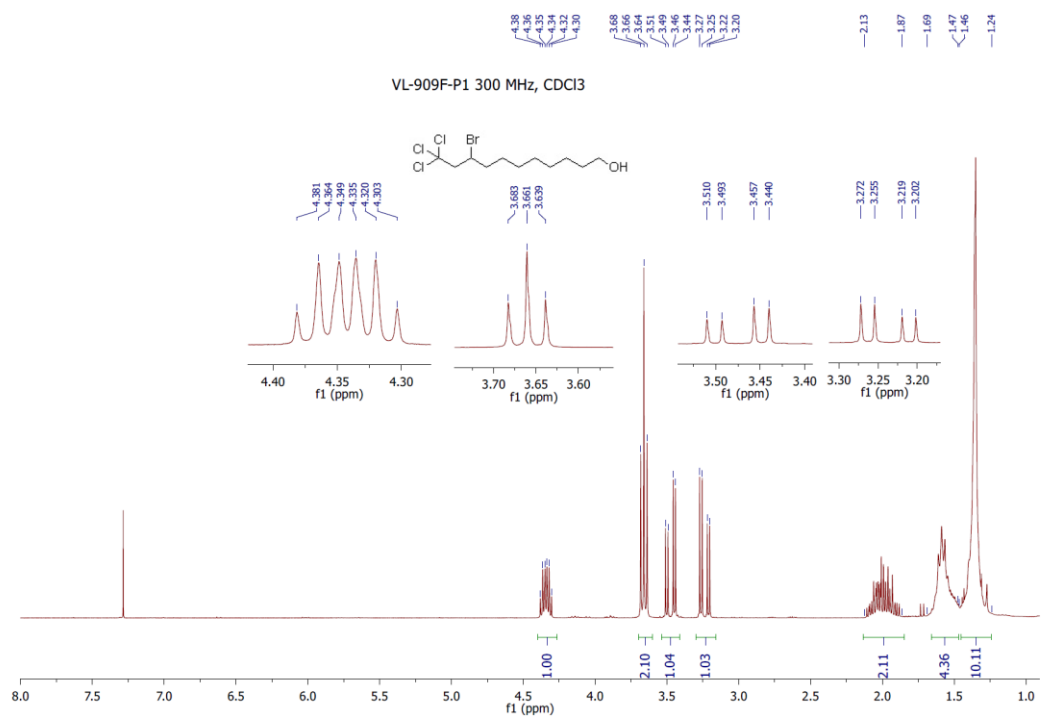 4.38 4.36 4.35 4.34 4.32 4.30 3.68 3.66 3.64 3.51 3.49 3.46 3.44 3.27 3.25 3.22 3.20 2.13 1.87 1.69 1.47 1.46 1.24
VL-909F-P1 300 MHz, CDCl3
Cl Br
Cl
Cl OH
4.381 4.364 4.349 4.335 4.320 4.303
3.683 3.661 3.639
3.510 3.493 3.457 3.440
3.272 3.255 3.219 3.202
4.40 4.35 4.30
f1 (ppm)
3.70 3.65 3.60
f1 (ppm)
3.50 3.45 3.40
f1 (ppm)
3.30 3.25 3.20
f1 (ppm)
1.00 2.10 1.04 1.03 2.11 4.36 10.11
8.0 7.5 7.0 6.5 6.0 5.5 5.0 4.5 4.0 3.5 3.0 2.5 2.0 1.5 1.0
f1 (ppm)